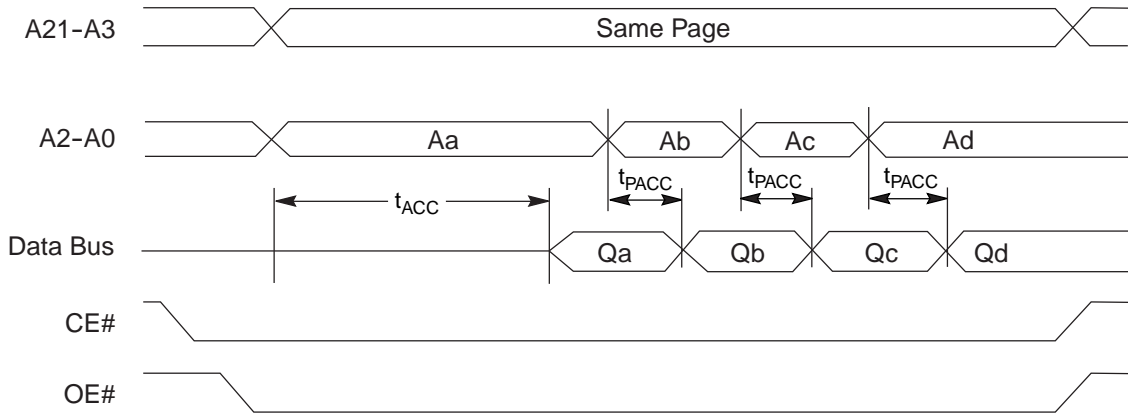 A21-A3
Same Page
A2-A0
Aa
Ab
Ac
Ad
tACC
tPACC
tPACC
tPACC
Data Bus
Qa
Qb
Qc
Qd
CE#
OE#